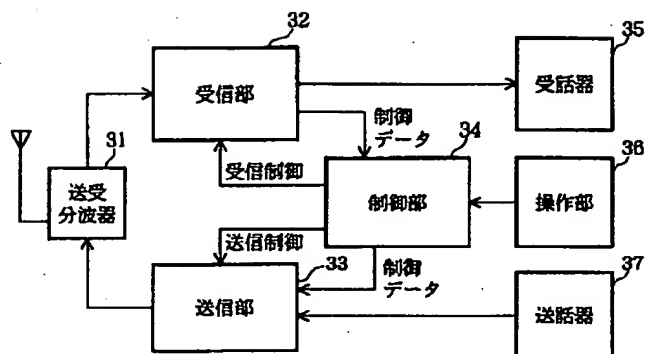 32
受信部
35
受話器
31
送受
分波器
制御
データ
34
受信制御
制御部
36
操作部
送信制御
33
制御
データ
送信部
37
送話器